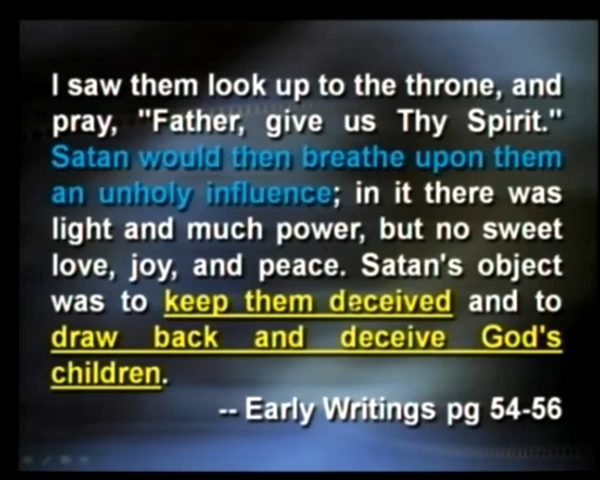 I saw them look up to the throne, and
pray, "Father, give us Thy Spirit."
Satan would then breathe upon them
an unholy influence; in it there was
light and much power, but no sweet
love, joy, and peace. Satan's object
was to keep them deceived and to
draw back and deceive God's
children.
-- Early Writings pg 54-56